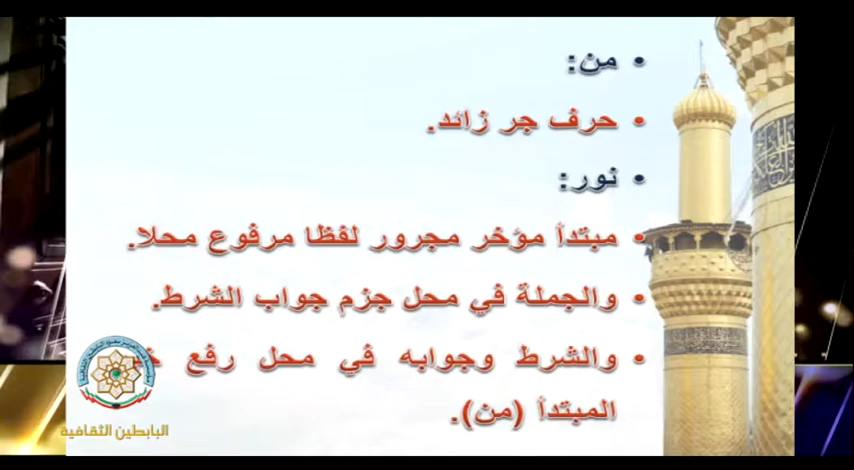 • من:
• حرف جر زائد.
• نور:
• مبتدأ مؤخر مجرور لفظا مرفوع محلا.
• والجملة في محل جزم جواب الشرط.
• والشرط وجوابه في محل رفع
المبتدأ (من).
البابطين الثقافية